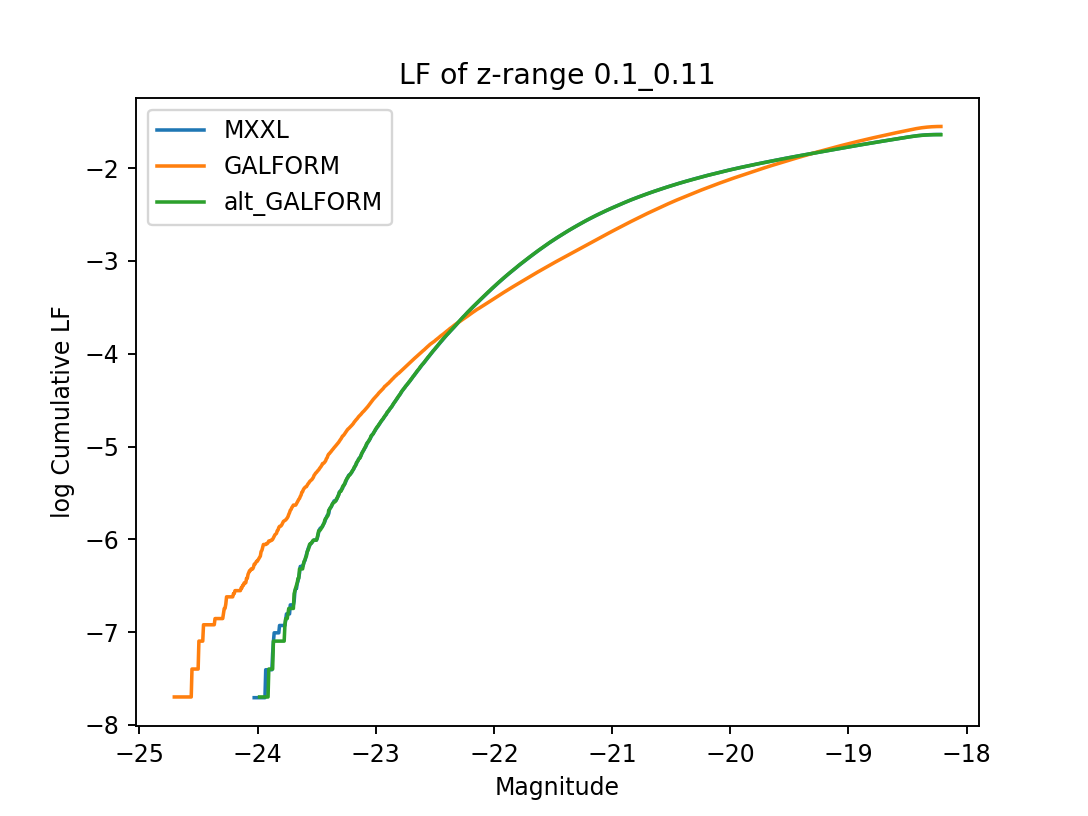 LF of z-range 0.1_0.11
MXXL
GALFORM
alt_GALFORM
log Cumulative LF
−2
−3
−4
−5
−6
−7
−8
−25
−24
−23
−22
−21
−20
−19
−18
Magnitude